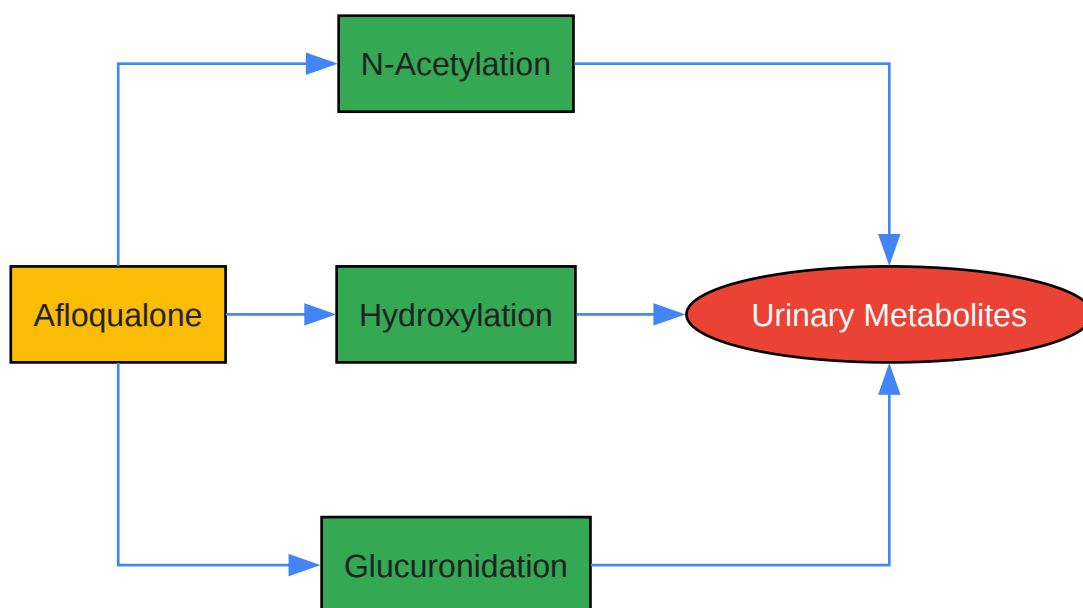 N-Acetylation
Afloqualone
Hydroxylation
Urinary Metabolites
Glucuronidation